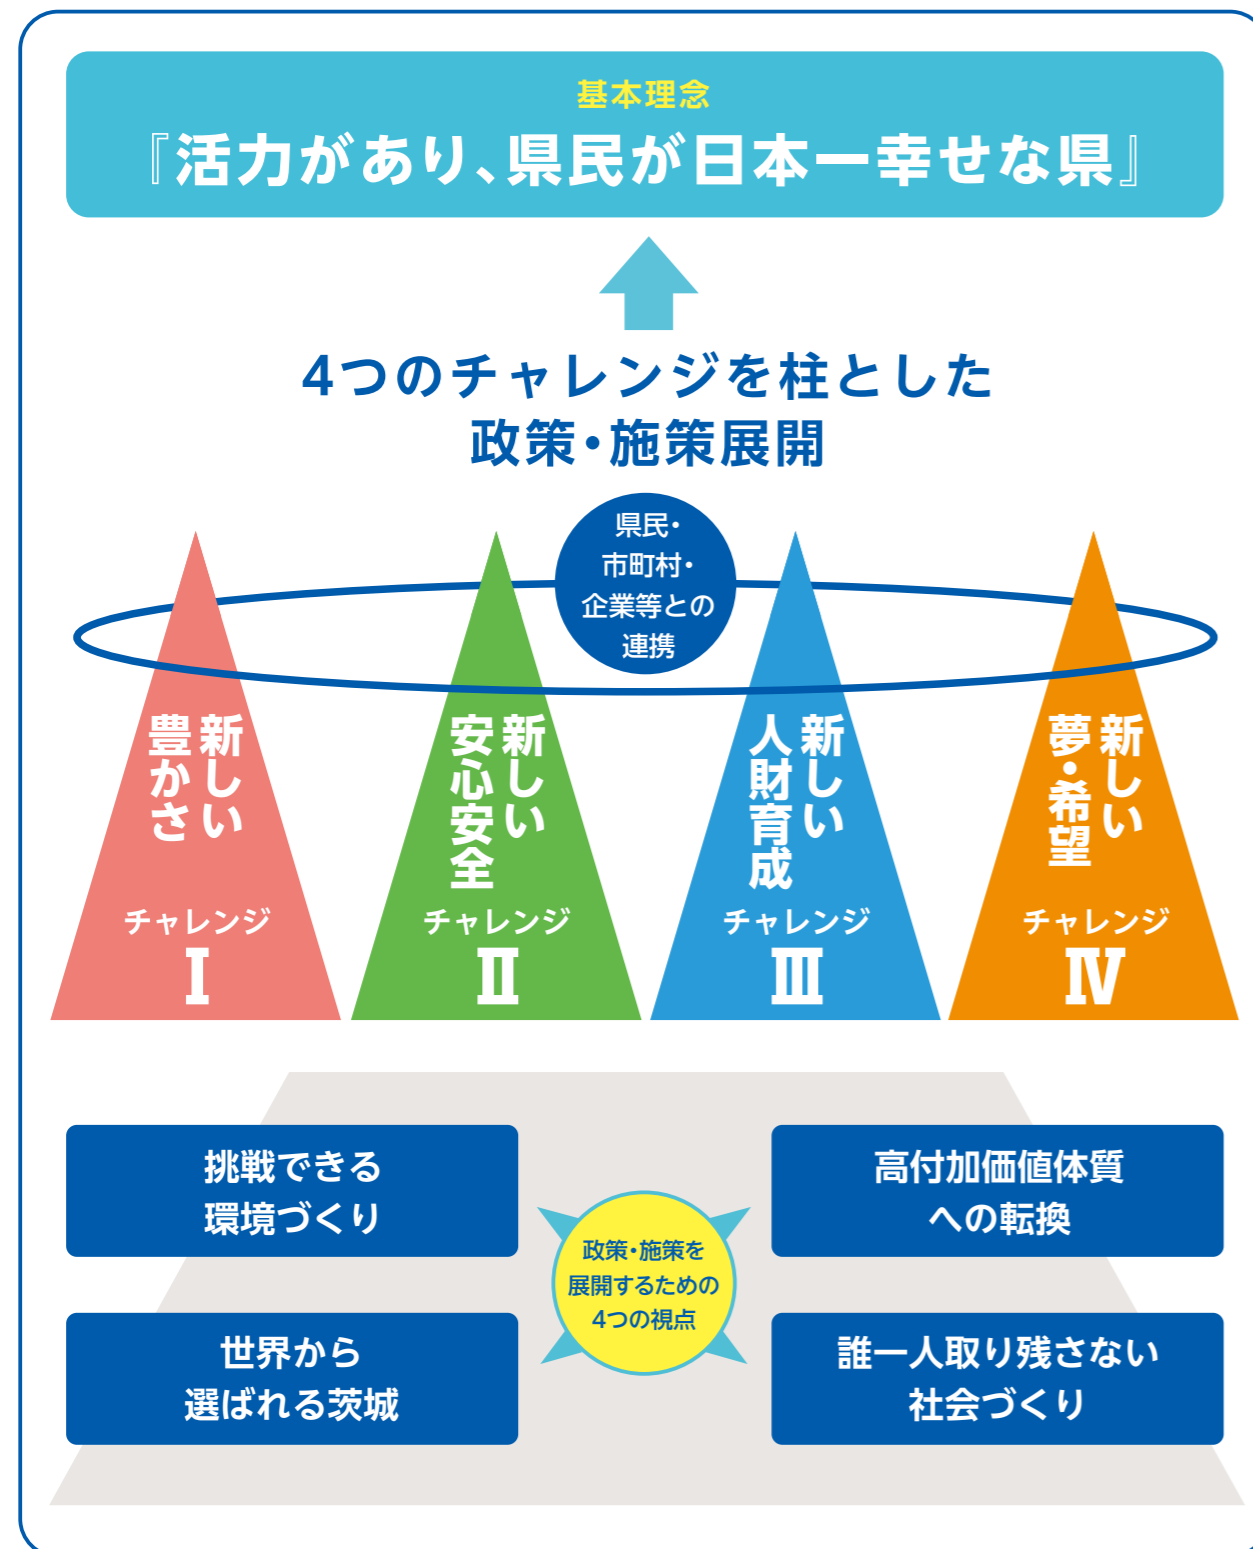 基本理念
『活力があり、県民が日本一幸せな県』
4つのチャレンジを柱とした
政策・施策展開
県民・
市町村・
企業等との
連携
新しい
豊かさ
チャレンジ
Ⅰ
新しい
安心安全
チャレンジ
Ⅱ
新しい
人財育成
チャレンジ
Ⅲ
新しい
夢・希望
チャレンジ
Ⅳ
挑戦できる
環境づくり
高付加価値体質
への転換
政策・施策を
展開するための
4つの視点
世界から
選ばれる茨城
誰一人取り残さない
社会づくり